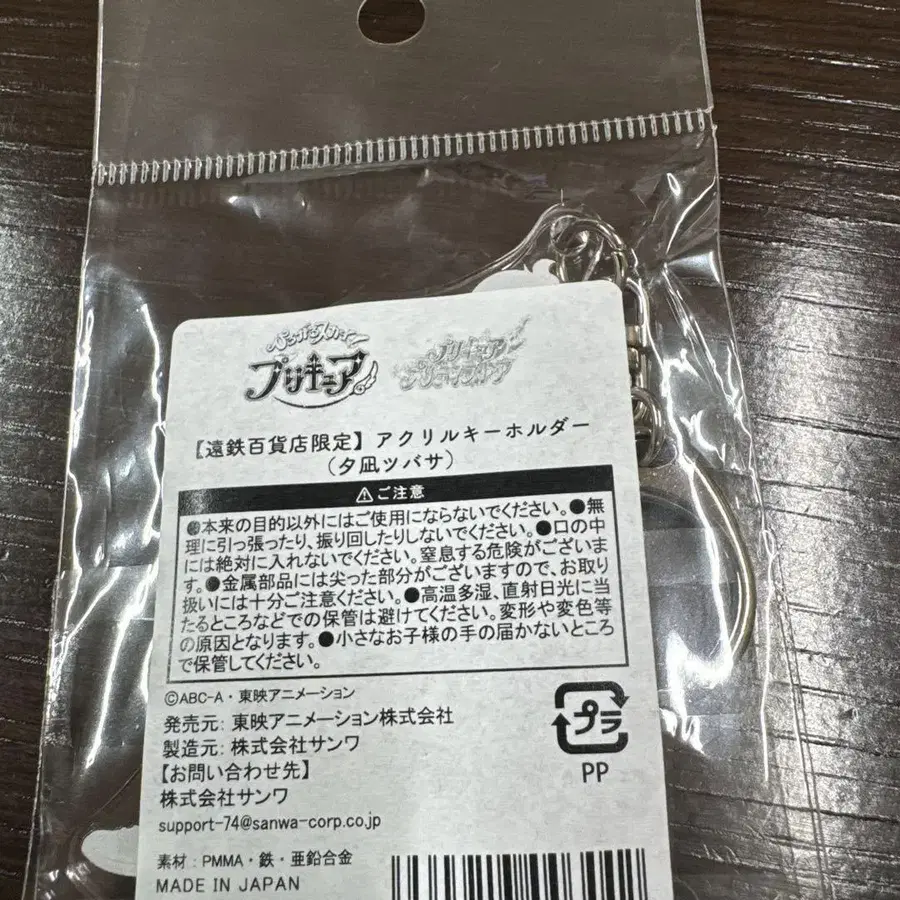 ひろがるスカイ!
プリキュア
プリキュア
プリティストア
【遠鉄百貨店限定】アクリルキーホルダー
(夕凪ツバサ)
⚠ご注意
●本来の目的以外にはご使用にならないでください。●無
理に引っ張ったり、振り回したりしないでください。●口の中
には絶対に入れないでください。窒息する危険がございま
す。●金属部品には尖った部分がございますので、お取り
扱いには十分ご注意ください。●高温多湿、直射日光に当
たるところなどでの保管は避けてください。変形や変色等
の原因となります。●小さなお子様の手の届かないところ
で保管してください。
©ABC-A・東映アニメーション
発売元: 東映アニメーション株式会社
製造元: 株式会社サンワ
【お問い合わせ先】
株式会社サンワ
support-74@sanwa-corp.co.jp
プラ
PP
素材: PMMA・鉄・亜鉛合金
MADE IN JAPAN